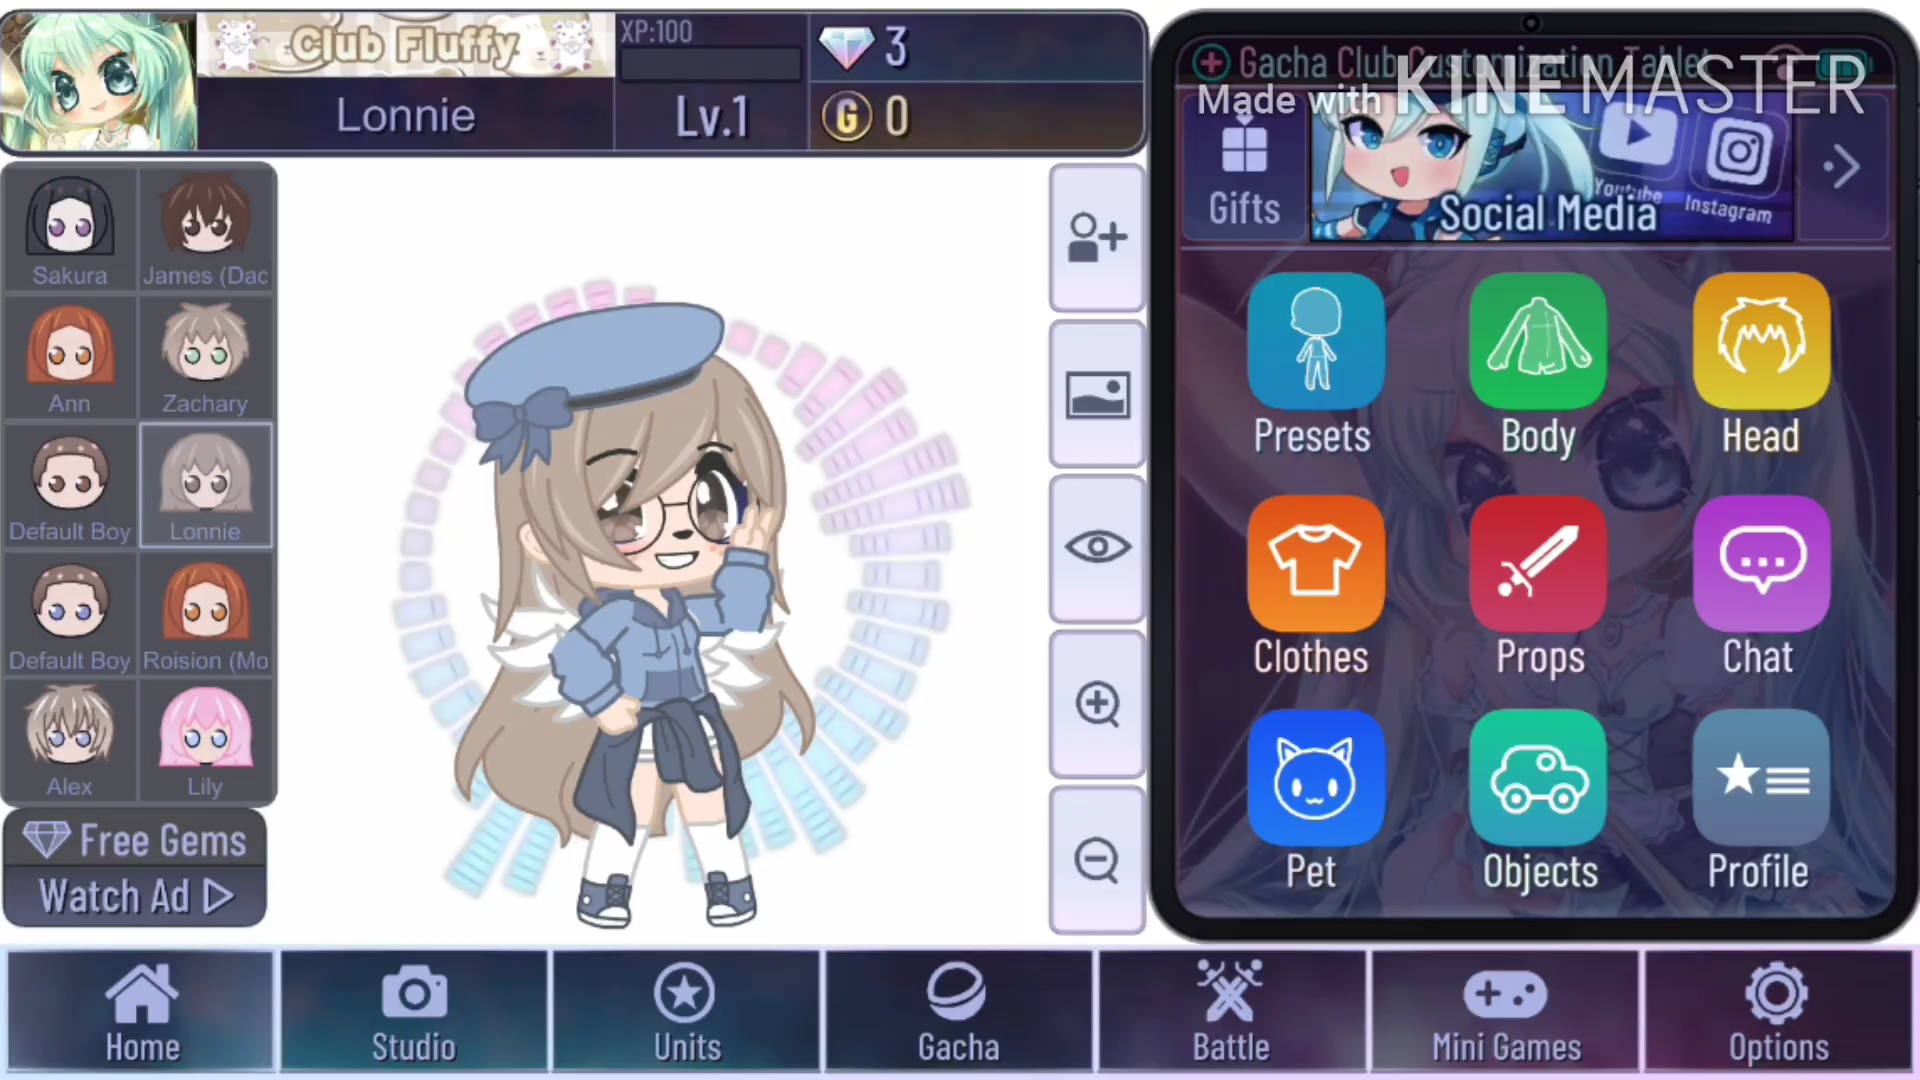 Club Fluffy
Lonnie
XP:100
Lv.1
3
G 0
Sakura
James (Dac
Ann
Zachary
Default Boy
Lonnie
Default Boy
Roision (Mo
Alex
Lily
Free Gems
Watch Ad
Gacha Club Customization Tablet
Made with KINEMASTER
Gifts
Youtube
Instagram
Social Media
Presets
Body
Head
Clothes
Props
Chat
Pet
Objects
Profile
Home
Studio
Units
Gacha
Battle
Mini Games
Options